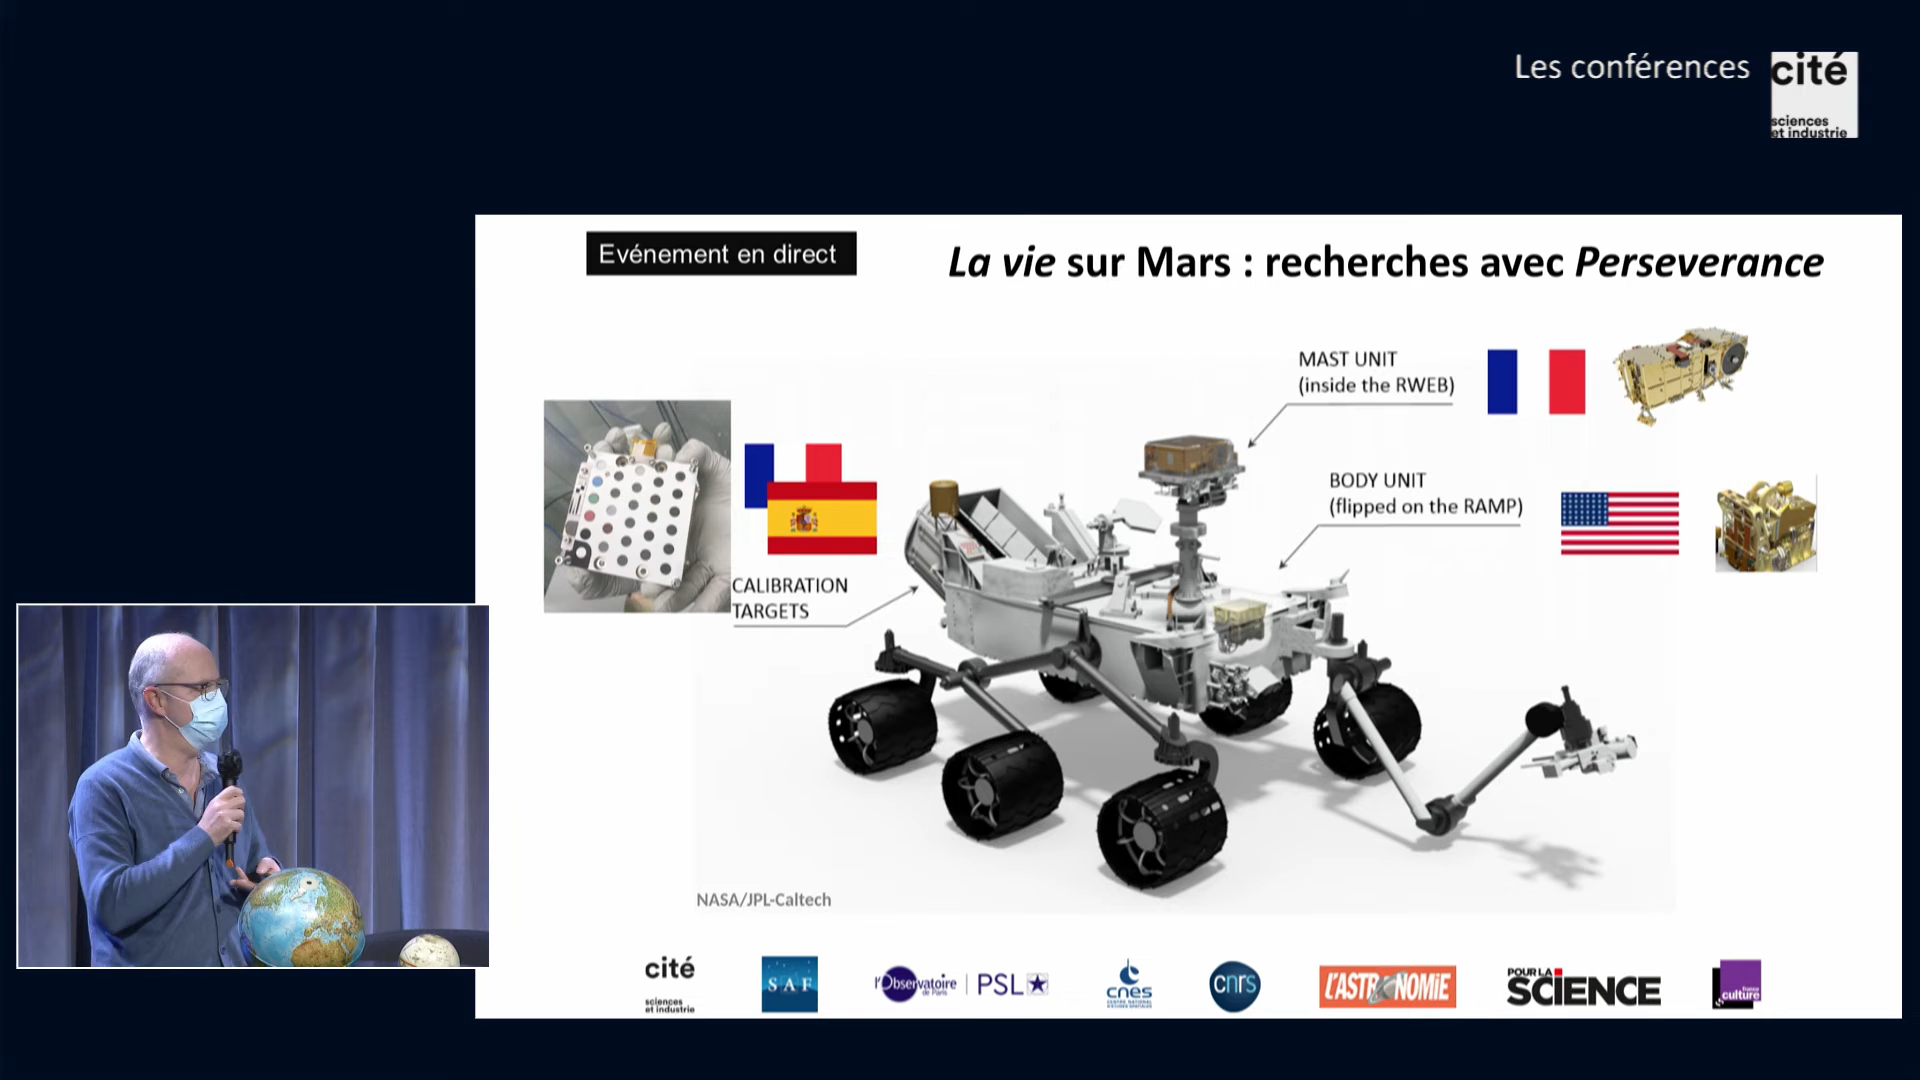 Les conférences
cité
sciences
et industrie
Evénement en direct
La vie sur Mars : recherches avec Perseverance
MAST UNIT
(inside the RWEB)
BODY UNIT
(flipped on the RAMP)
CALIBRATION
TARGETS
NASA/JPL-Caltech
cité
sciences
et industrie
SAF
l'Observatoire
de Paris
PSL
cnes
cnrs
l'ASTRONOMIE
POUR LA
SCIENCE
france
culture